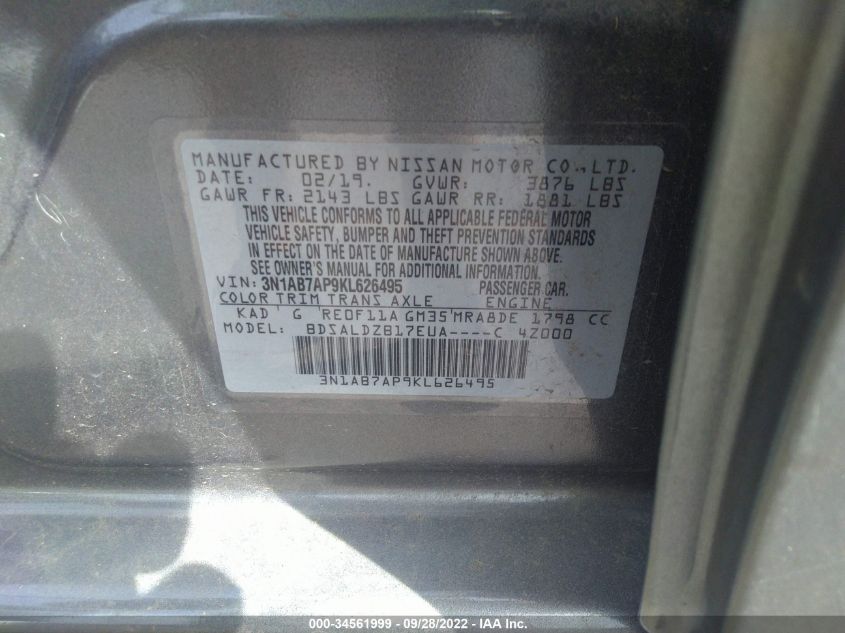 MANUFACTURED BY NISSAN MOTOR CO., LTD.
DATE: 02/19. GVWR: 3876 LBS
GAWR FR: 2143 LBS GAWR RR: 1881 LBS
THIS VEHICLE CONFORMS TO ALL APPLICABLE FEDERAL MOTOR
VEHICLE SAFETY, BUMPER AND THEFT PREVENTION STANDARDS
IN EFFECT ON THE DATE OF MANUFACTURE SHOWN ABOVE.
SEE OWNER'S MANUAL FOR ADDITIONAL INFORMATION.
VIN: 3N1AB7AP9KL626495 PASSENGER CAR.
COLOR TRIM TRANS AXLE ENGINE
KAD G RE0F11A GM35 MRA8DE 1798 CC
MODEL: BDSALDZB17EUA----C 4Z000
3N1AB7AP9KL626495
000-34561999 - 09/28/2022 - IAA Inc.